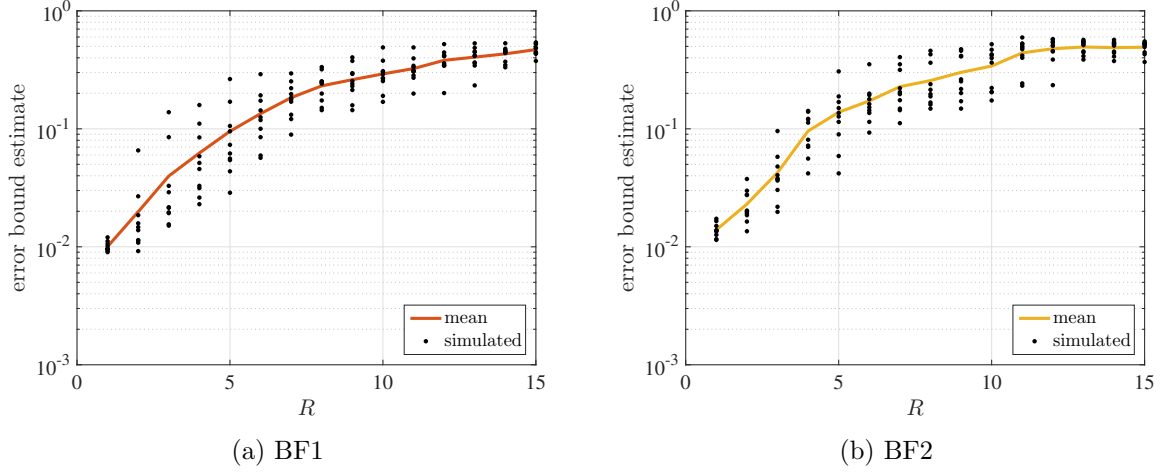 10^0
10^-1
10^-2
10^-3
error bound estimate
mean
simulated
0 5 10 15
R
(a) BF1
10^0
10^-1
10^-2
10^-3
error bound estimate
mean
simulated
0 5 10 15
R
(b) BF2